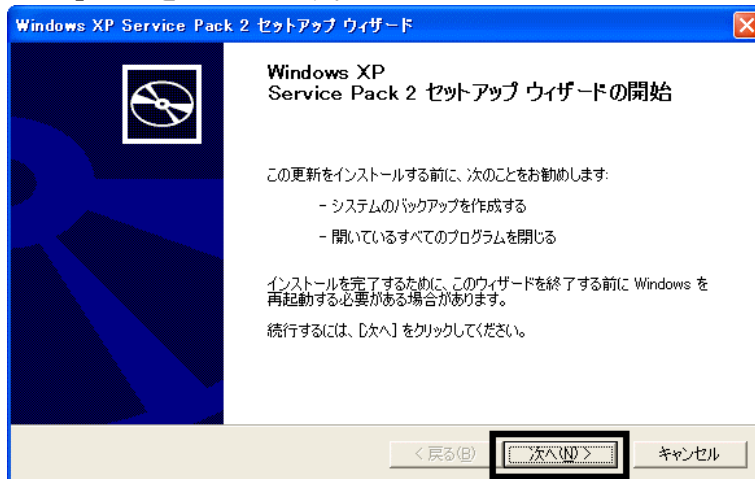 Windows XP Service Pack 2 セットアップ ウィザード
Windows XP
Service Pack 2 セットアップ ウィザードの開始
この更新をインストールする前に、次のことをお勧めします:
- システムのバックアップを作成する
- 開いているすべてのプログラムを閉じる
インストールを完了するために、このウィザードを終了する前に Windows を
再起動する必要がある場合があります。
続行するには、[次へ] をクリックしてください。
< 戻る(B)
次へ(N) >
キャンセル